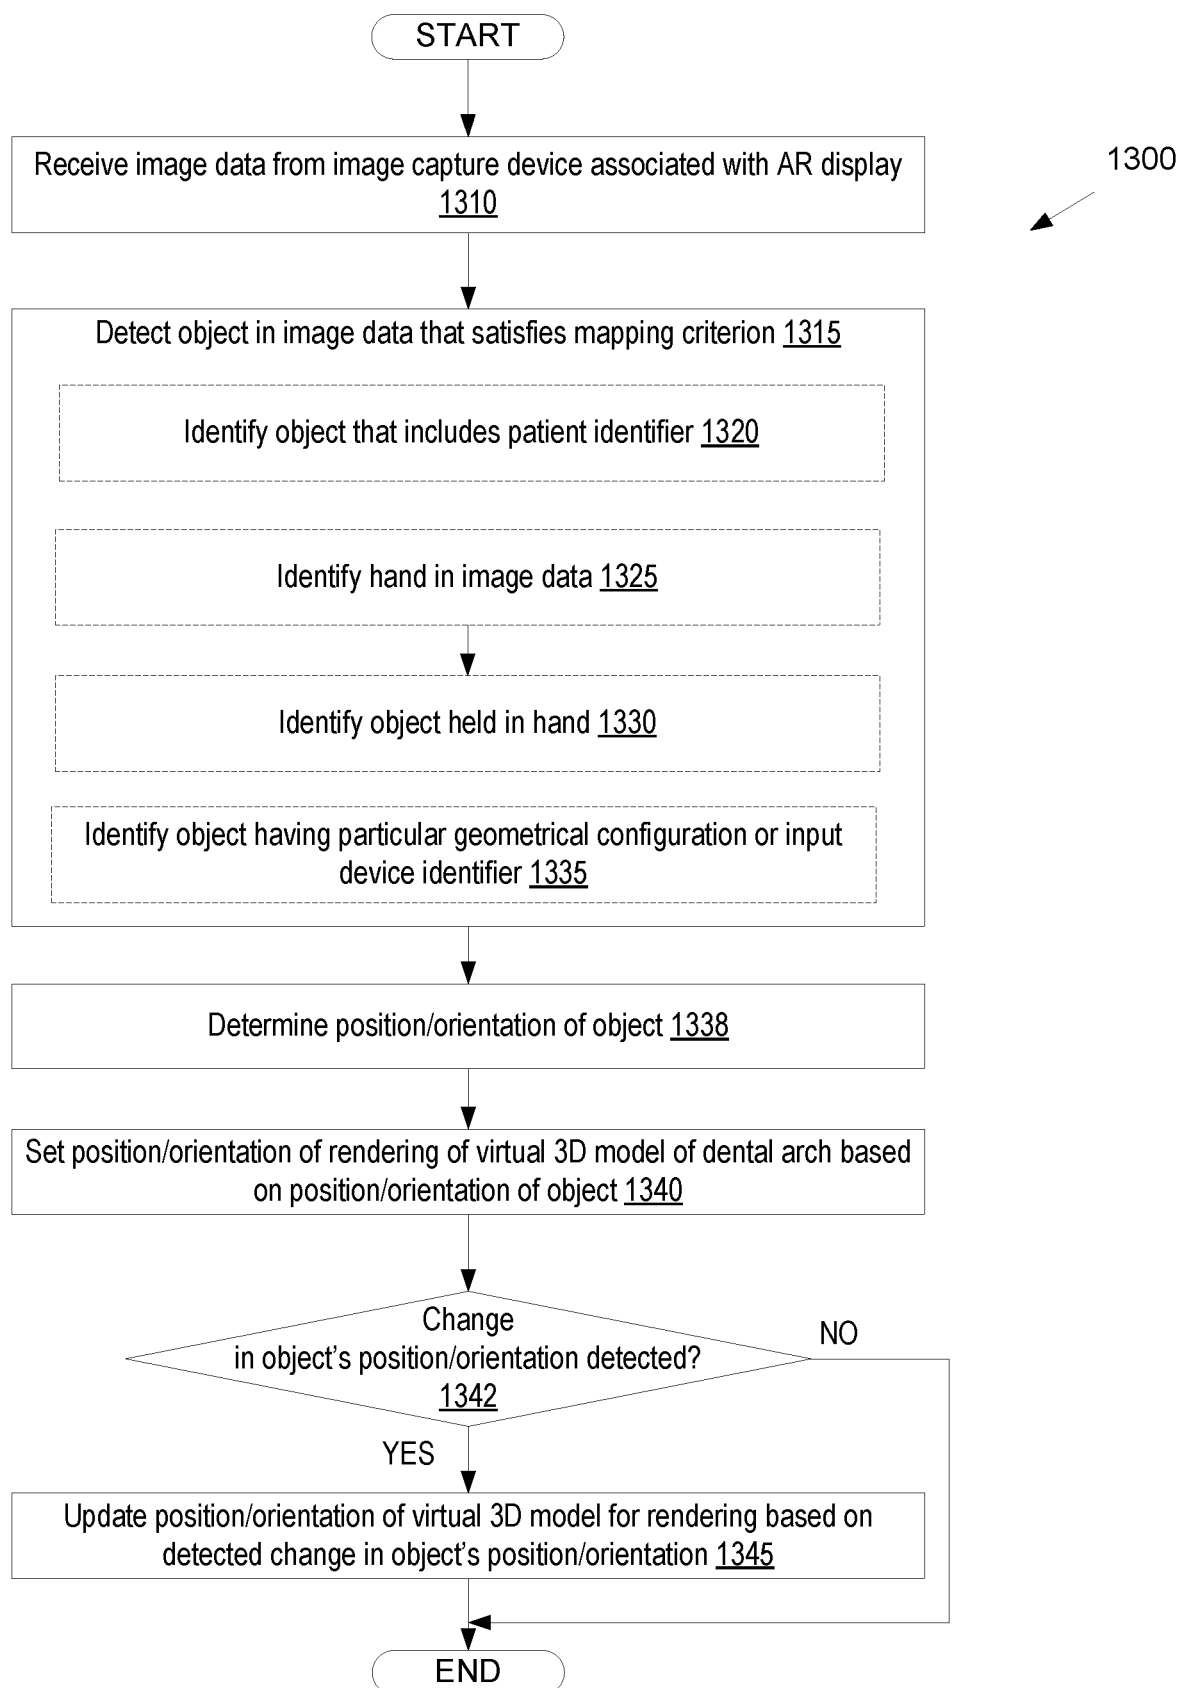 START
Receive image data from image capture device associated with AR display
1310
1300
Detect object in image data that satisfies mapping criterion 1315
Identify object that includes patient identifier 1320
Identify hand in image data 1325
Identify object held in hand 1330
Identify object having particular geometrical configuration or input
device identifier 1335
Determine position/orientation of object 1338
Set position/orientation of rendering of virtual 3D model of dental arch based
on position/orientation of object 1340
Change
in object’s position/orientation detected?
1342
NO
YES
Update position/orientation of virtual 3D model for rendering based on
detected change in object’s position/orientation 1345
END